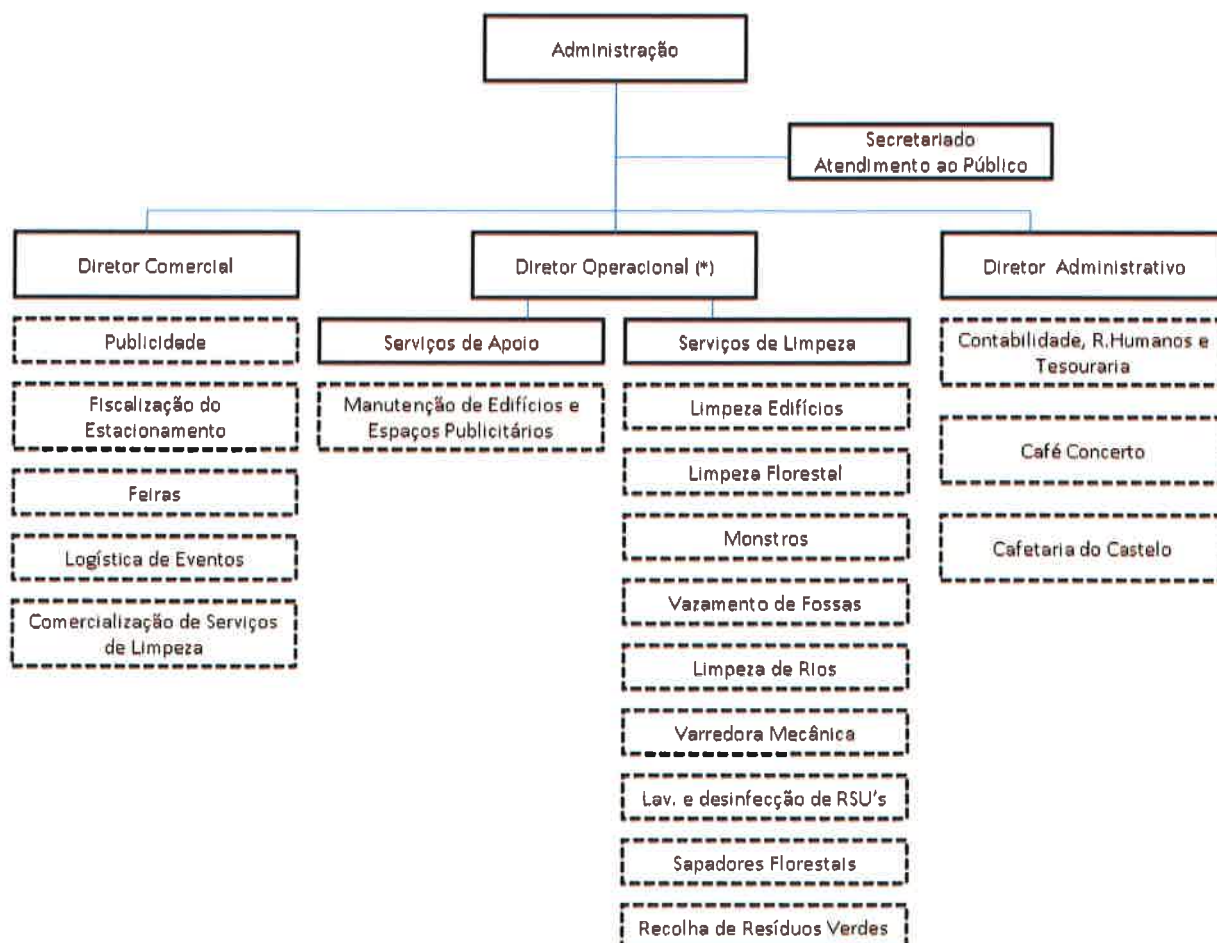 Administração
Secretariado
Atendimento ao Público
Diretor Comercial
Diretor Operacional (*)
Diretor Administrativo
Publicidade
Fiscalização do
Estacionamento
Feiras
Logística de Eventos
Comercialização de Serviços
de Limpeza
Serviços de Apoio
Manutenção de Edifícios e
Espaços Publicitários
Serviços de Limpeza
Limpeza Edifícios
Limpeza Florestal
Monstros
Vazamento de Fossas
Limpeza de Rios
Varredora Mecânica
Lav. e desinfecção de RSU's
Sapadores Florestais
Recolha de Resíduos Verdes
Contabilidade, R.Humanos e
Tesouraria
Café Concerto
Cafetaria do Castelo